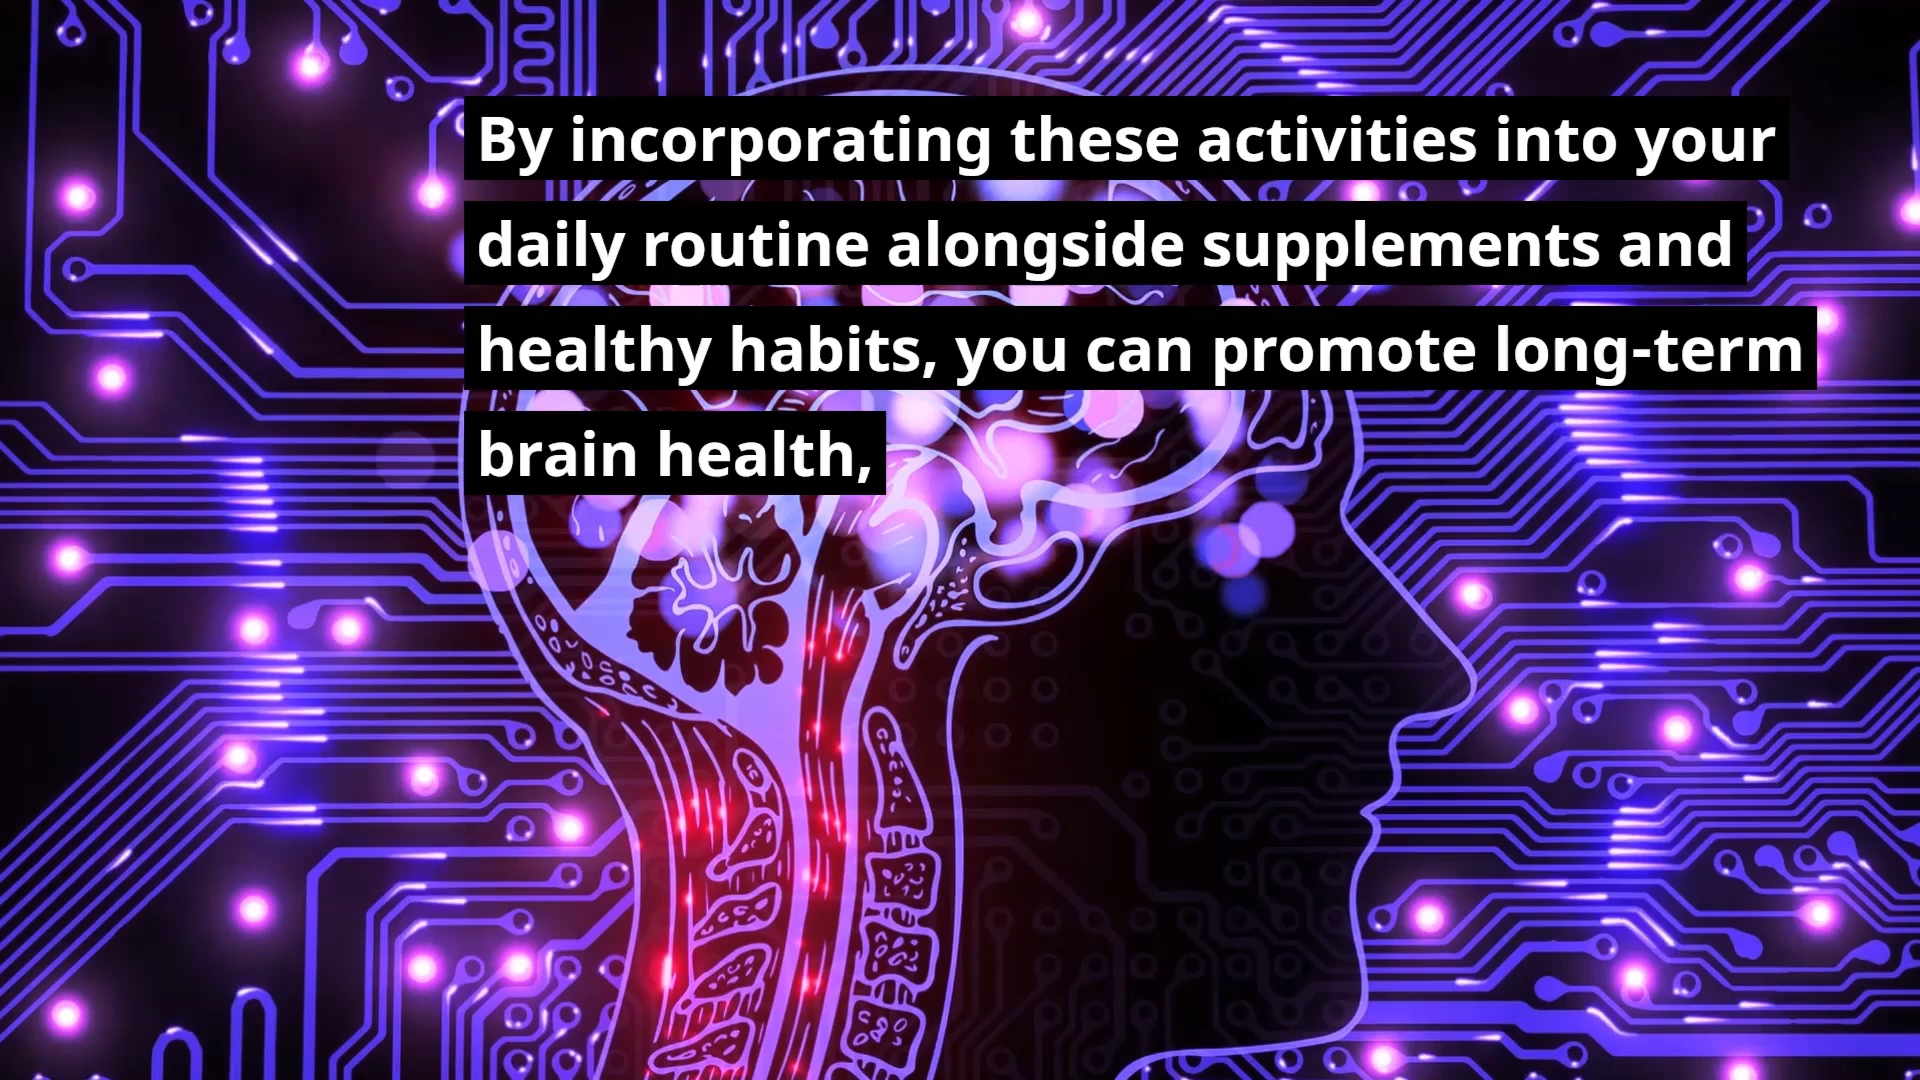 By incorporating these activities into your
daily routine alongside supplements and
healthy habits, you can promote long-term
brain health,